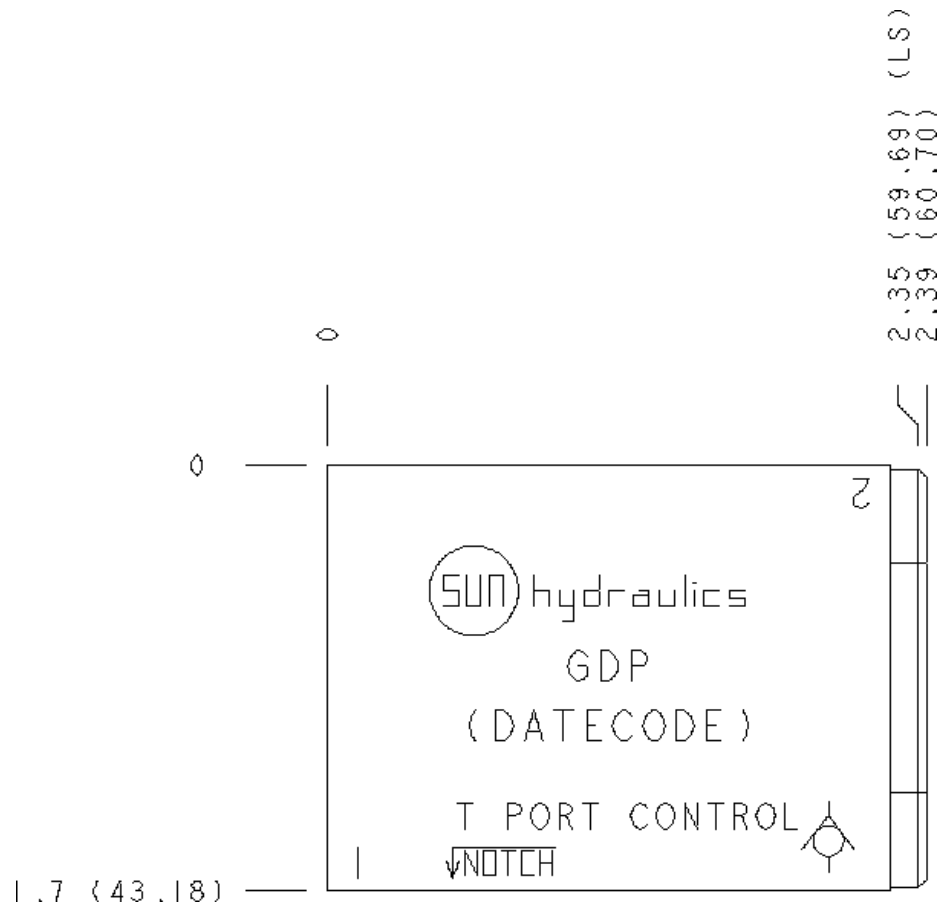 2.35 (59.69) (LS)
2.39 (60.70)
0
0
2
SUN hydraulics
GDP
(DATECODE)
T PORT CONTROL
1
NOTCH
1.7 (43.18)